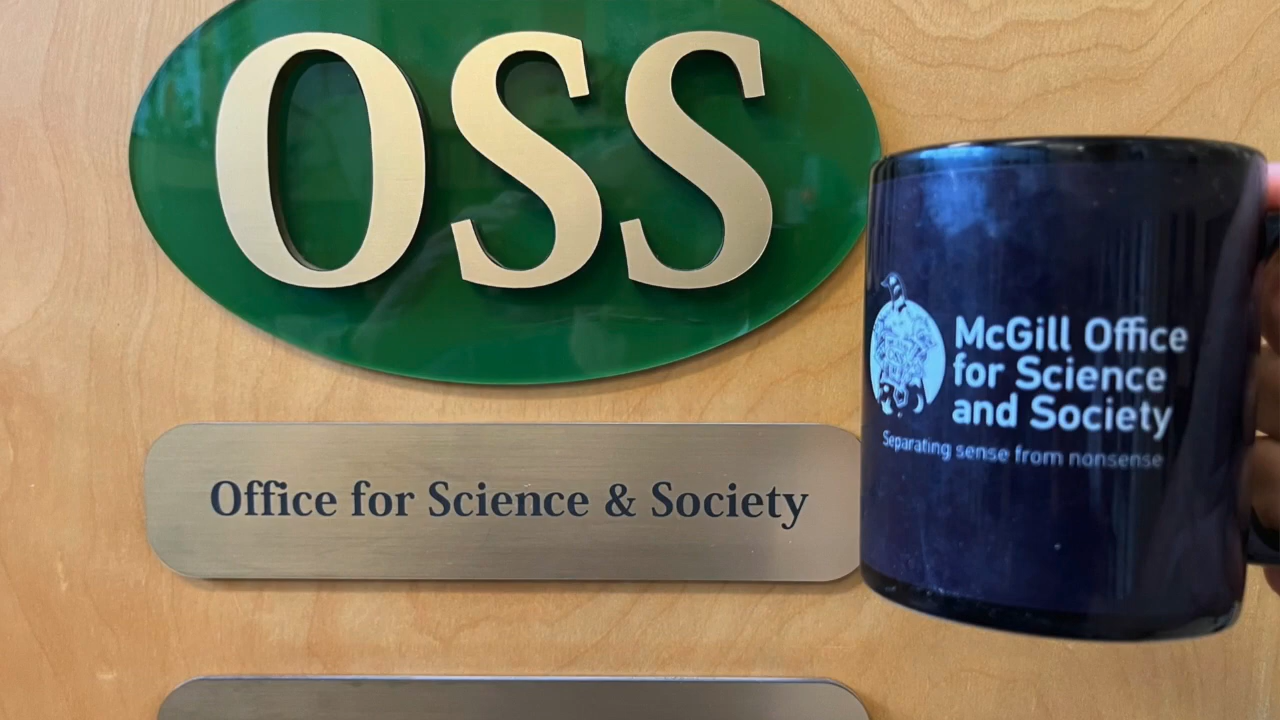 OSS
Office for Science & Society
McGill Office
for Science
and Society
Separating sense from nonsense